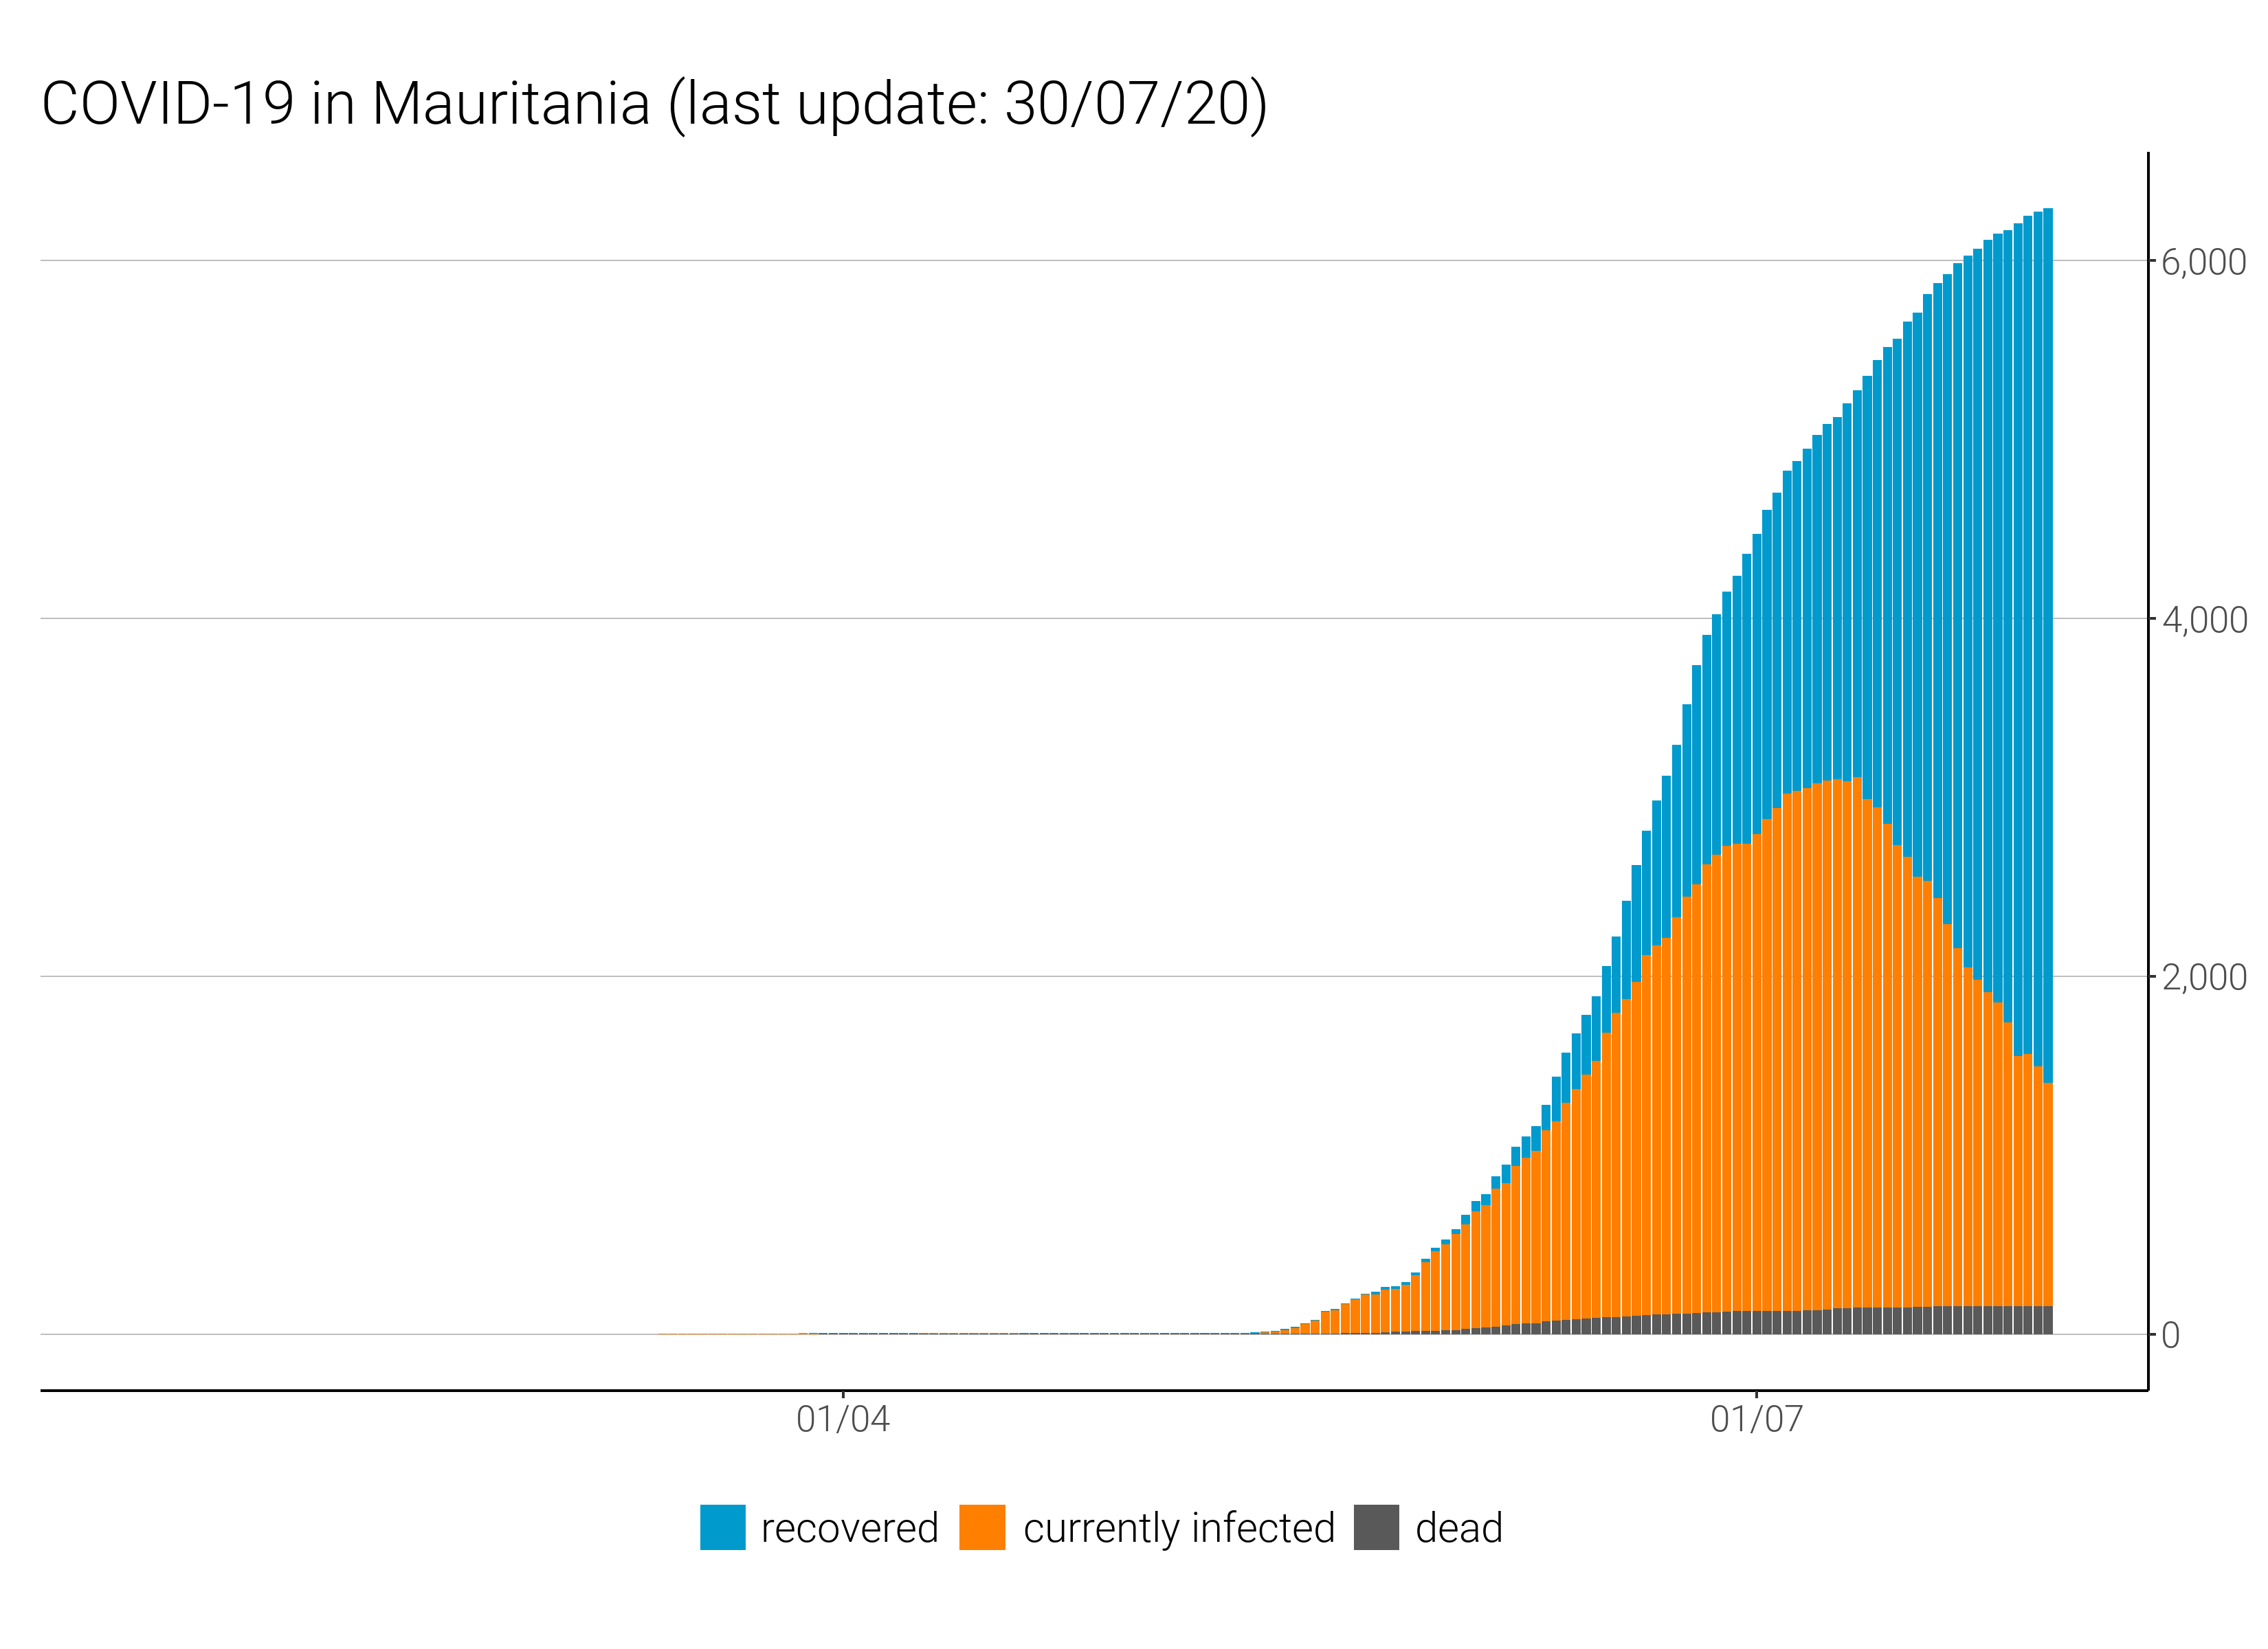 COVID-19 in Mauritania (last update: 30/07/20)
6,000
4,000
2,000
0
01/04 01/07
recovered currently infected dead